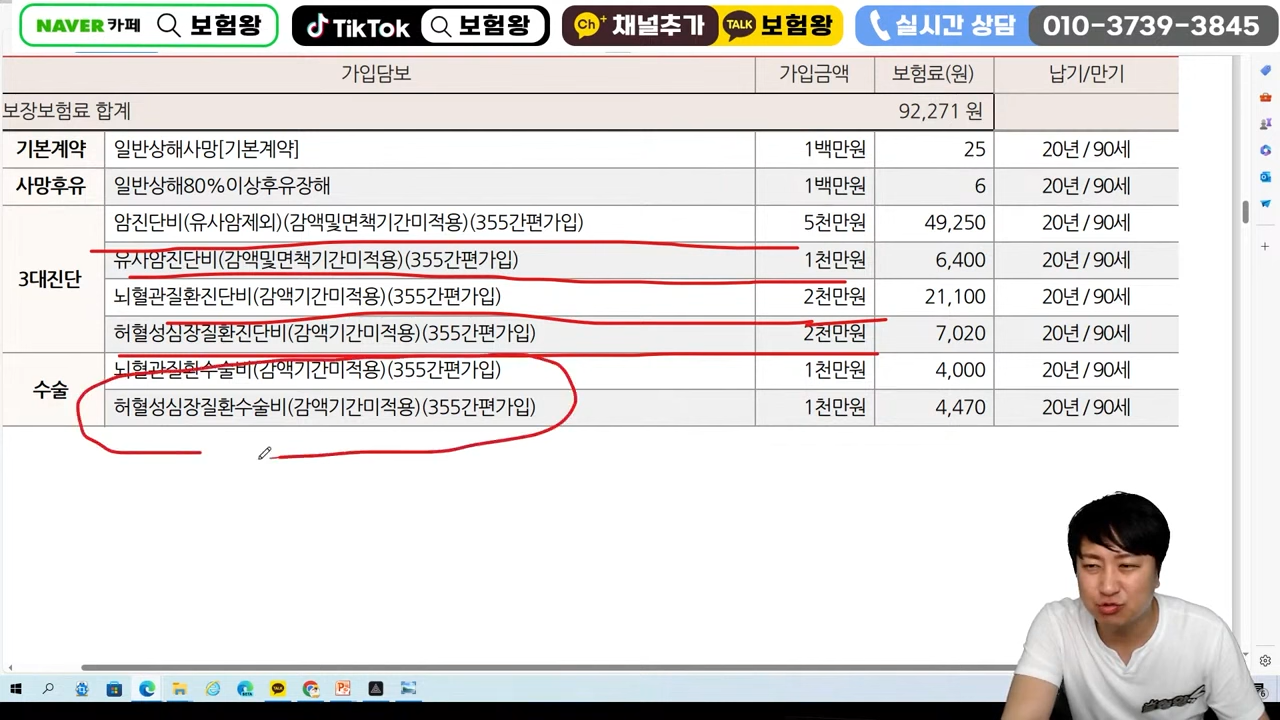 NAVER 카페 보험왕 TikTok 보험왕 Ch+ 채널추가 TALK 보험왕 실시간 상담 010-3739-3845
가입담보 가입금액 보험료(원) 납기/만기
보장보험료 합계 92,271 원
기본계약 일반상해사망[기본계약] 1백만원 25 20년 / 90세
사망후유 일반상해80%이상후유장해 1백만원 6 20년 / 90세
3대진단 암진단비(유사암제외)(감액및면책기간미적용)(355간편가입) 5천만원 49,250 20년 / 90세
유사암진단비(감액및면책기간미적용)(355간편가입) 1천만원 6,400 20년 / 90세
뇌혈관질환진단비(감액기간미적용)(355간편가입) 2천만원 21,100 20년 / 90세
허혈성심장질환진단비(감액기간미적용)(355간편가입) 2천만원 7,020 20년 / 90세
수술 뇌혈관질환수술비(감액기간미적용)(355간편가입) 1천만원 4,000 20년 / 90세
허혈성심장질환수술비(감액기간미적용)(355간편가입) 1천만원 4,470 20년 / 90세